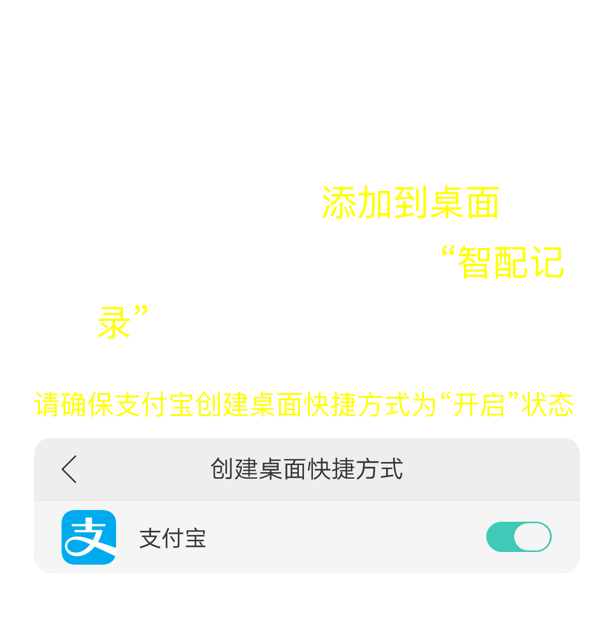 添加到桌面
“智配记
录”
请确保支付宝创建桌面快捷方式为“开启”状态
创建桌面快捷方式
支 支付宝